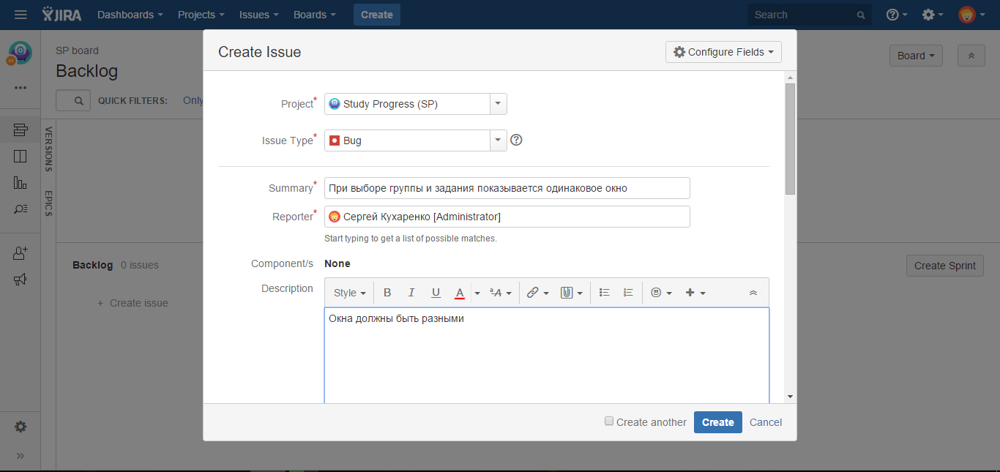 JIRA Dashboards Projects Issues Boards Create Search
SP board
Backlog
Board
QUICK FILTERS: Only
VERSIONS
EPICS
Backlog 0 issues
Create Sprint
+ Create issue
Create Issue
Configure Fields
Project* Study Progress (SP)
Issue Type* Bug
Summary* При выборе группы и задания показывается одинаковое окно
Reporter* Сергей Кухаренко [Administrator]
Start typing to get a list of possible matches.
Component/s None
Description
Style B I U A ªA
Окна должны быть разными
Create another Create Cancel